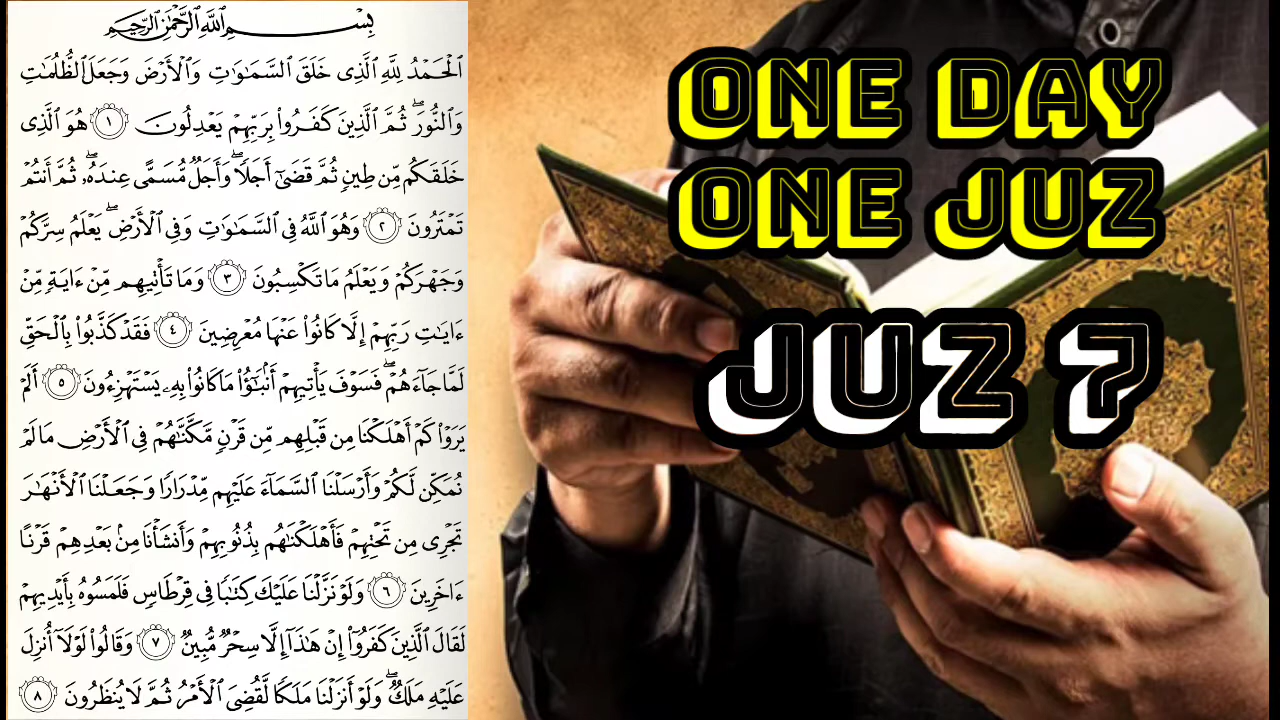 بِسْمِ ٱللَّهِ ٱلرَّحْمَٰنِ ٱلرَّحِيمِ
ٱلْحَمْدُ لِلَّهِ ٱلَّذِى خَلَقَ ٱلسَّمَٰوَٰتِ وَٱلْأَرْضَ وَجَعَلَ ٱلظُّلُمَٰتِ
وَٱلنُّورَ ۖ ثُمَّ ٱلَّذِينَ كَفَرُوا۟ بِرَبِّهِمْ يَعْدِلُونَ ١ هُوَ ٱلَّذِى
خَلَقَكُم مِّن طِينٍ ثُمَّ قَضَىٰٓ أَجَلًا ۖ وَأَجَلٌ مُّسَمًّى عِندَهُۥ ۖ ثُمَّ أَنتُمْ
تَمْتَرُونَ ٢ وَهُوَ ٱللَّهُ فِى ٱلسَّمَٰوَٰتِ وَفِى ٱلْأَرْضِ ۖ يَعْلَمُ سِرَّكُمْ
وَجَهْرَكُمْ وَيَعْلَمُ مَا تَكْسِبُونَ ٣ وَمَا تَأْتِيهِم مِّنْ ءَايَةٍ مِّنْ
ءَايَٰتِ رَبِّهِمْ إِلَّا كَانُوا۟ عَنْهَا مُعْرِضِينَ ٤ فَقَدْ كَذَّبُوا۟ بِٱلْحَقِّ
لَمَّا جَآءَهُمْ ۖ فَسَوْفَ يَأْتِيهِمْ أَنۢبَٰٓؤُا۟ مَا كَانُوا۟ بِهِۦ يَسْتَهْزِءُونَ ٥ أَلَمْ
يَرَوْا۟ كَمْ أَهْلَكْنَا مِن قَبْلِهِم مِّن قَرْنٍ مَّكَّنَّٰهُمْ فِى ٱلْأَرْضِ مَا لَمْ
نُمَكِّن لَّكُمْ وَأَرْسَلْنَا ٱلسَّمَآءَ عَلَيْهِم مِّدْرَارًا وَجَعَلْنَا ٱلْأَنْهَٰرَ
تَجْرِى مِن تَحْتِهِمْ فَأَهْلَكْنَٰهُم بِذُنُوبِهِمْ وَأَنشَأْنَا مِنۢ بَعْدِهِمْ قَرْنًا
ءَاخَرِينَ ٦ وَلَوْ نَزَّلْنَا عَلَيْكَ كِتَٰبًا فِى قِرْطَاسٍ فَلَمَسُوهُ بِأَيْدِيهِمْ
لَقَالَ ٱلَّذِينَ كَفَرُوٓا۟ إِنْ هَٰذَآ إِلَّا سِحْرٌ مُّبِينٌ ٧ وَقَالُوا۟ لَوْلَآ أُنزِلَ
عَلَيْهِ مَلَكٌ ۖ وَلَوْ أَنزَلْنَا مَلَكًا لَّقُضِىَ ٱلْأَمْرُ ثُمَّ لَا يُنظَرُونَ ٨
ONE DAY
ONE JUZ
JUZ 7